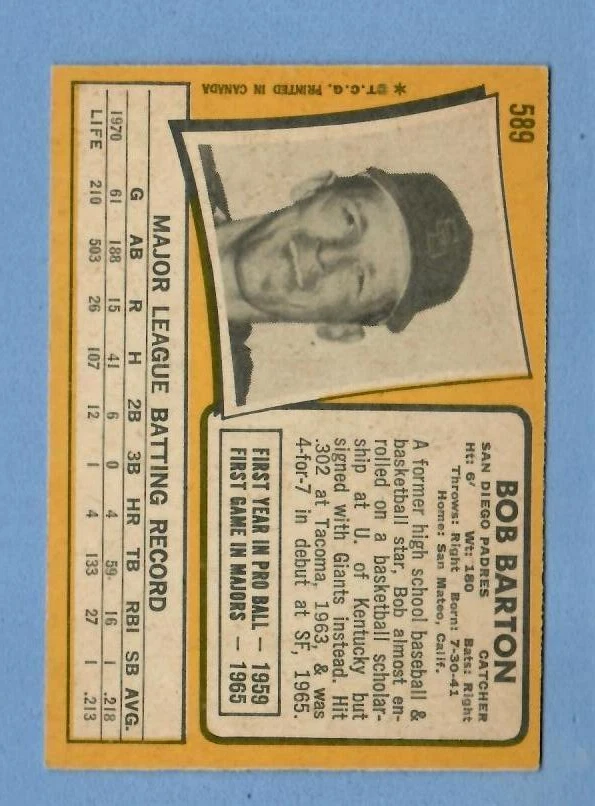 589
*©T.C.G. PRINTED IN CANADA
BOB BARTON
SAN DIEGO PADRES CATCHER
Ht: 6' Wt: 180 Bats: Right
Throws: Right Born: 7-30-41
Home: San Mateo, Calif.
A former high school baseball &
basketball star, Bob almost en-
rolled on a basketball scholar-
ship at U. of Kentucky but
signed with Giants instead. Hit
.302 at Tacoma, 1963, & was
4-for-7 in debut at SF, 1965.
FIRST YEAR IN PRO BALL — 1959
FIRST GAME IN MAJORS — 1965
MAJOR LEAGUE BATTING RECORD
G AB R H 2B 3B HR TB RBI SB AVG.
1970 61 188 15 41 6 0 4 59 16 1 .218
LIFE 210 503 26 107 12 1 4 133 27 1 .213
SD